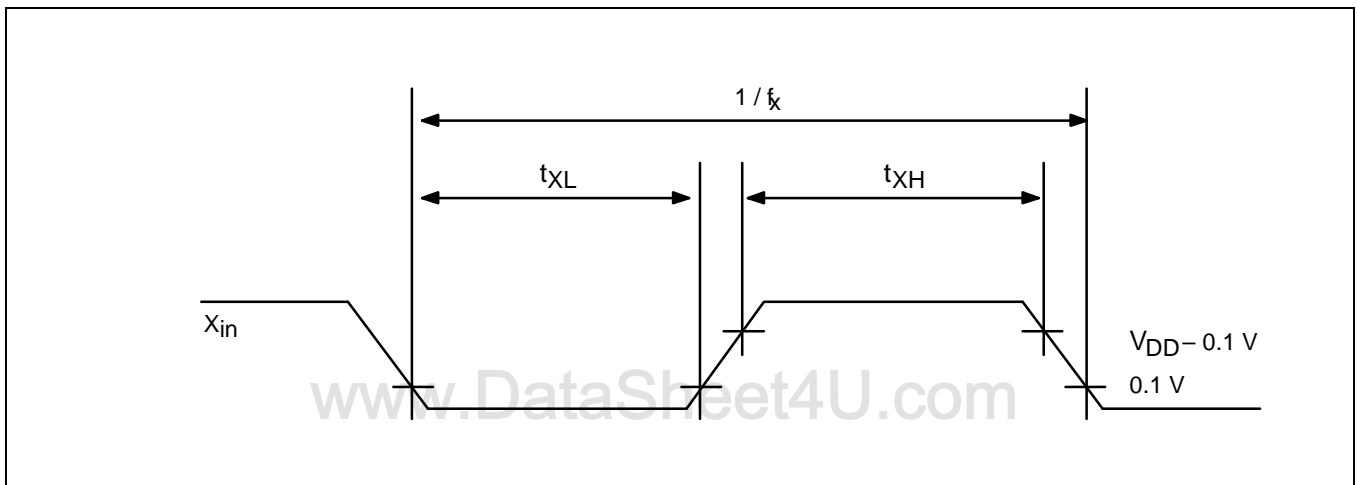 1 / fx
tXL
tXH
Xin
VDD – 0.1 V
0.1 V
www.DataSheet4U.com